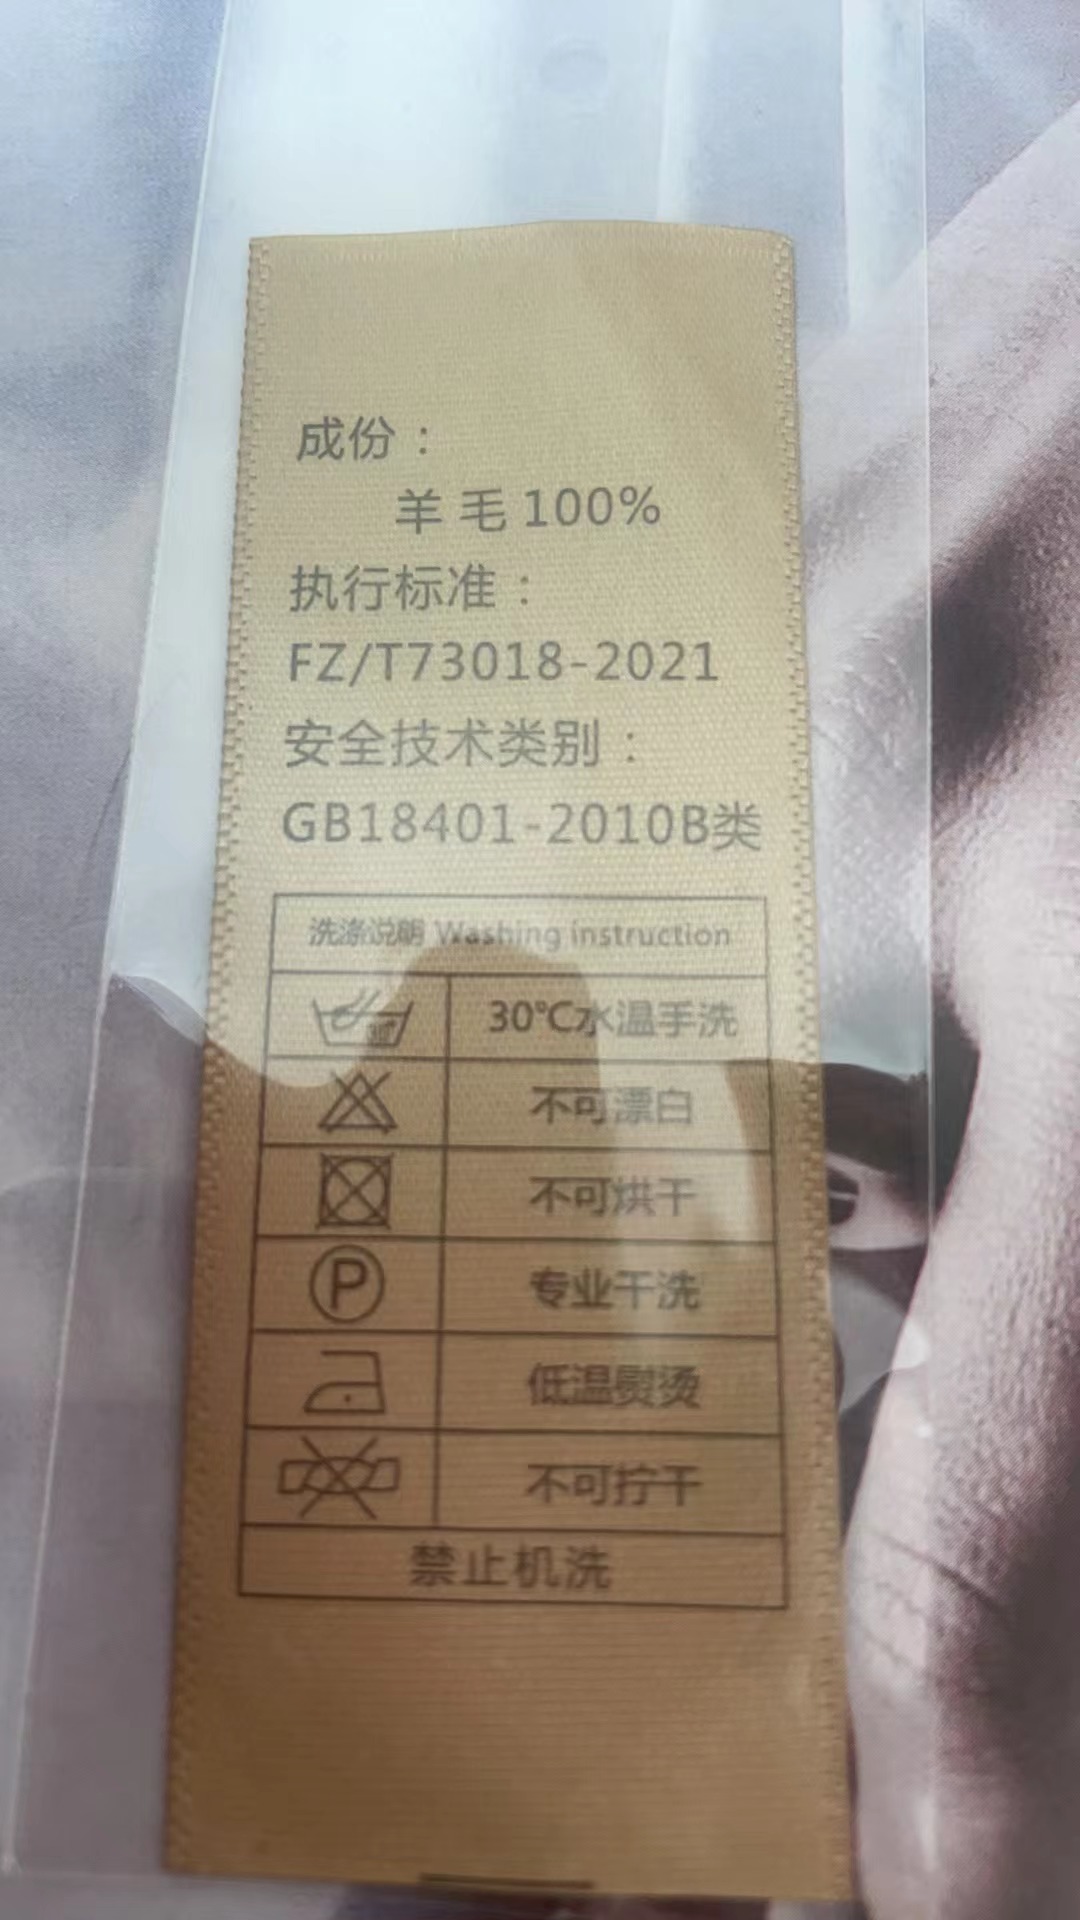 成份：
羊毛100%
执行标准：
FZ/T73018-2021
安全技术类别：
GB18401-2010B类
洗涤说明 Washing instruction
30℃水温手洗
不可漂白
不可烘干
P 专业干洗
低温熨烫
不可拧干
禁止机洗